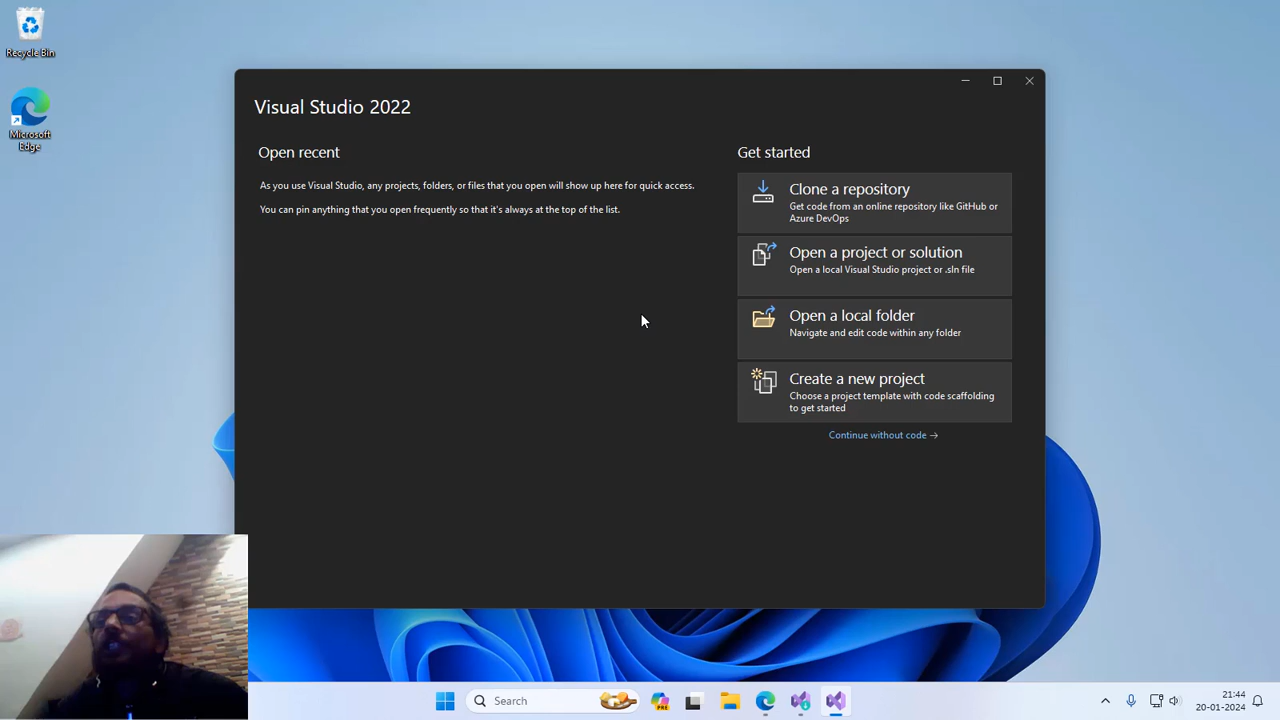 Recycle Bin
Microsoft
Edge
Visual Studio 2022
Open recent
As you use Visual Studio, any projects, folders, or files that you open will show up here for quick access.
You can pin anything that you open frequently so that it's always at the top of the list.
Get started
Clone a repository
Get code from an online repository like GitHub or
Azure DevOps
Open a project or solution
Open a local Visual Studio project or .sln file
Open a local folder
Navigate and edit code within any folder
Create a new project
Choose a project template with code scaffolding
to get started
Continue without code →
Search
PRE
21:44
20-01-2024